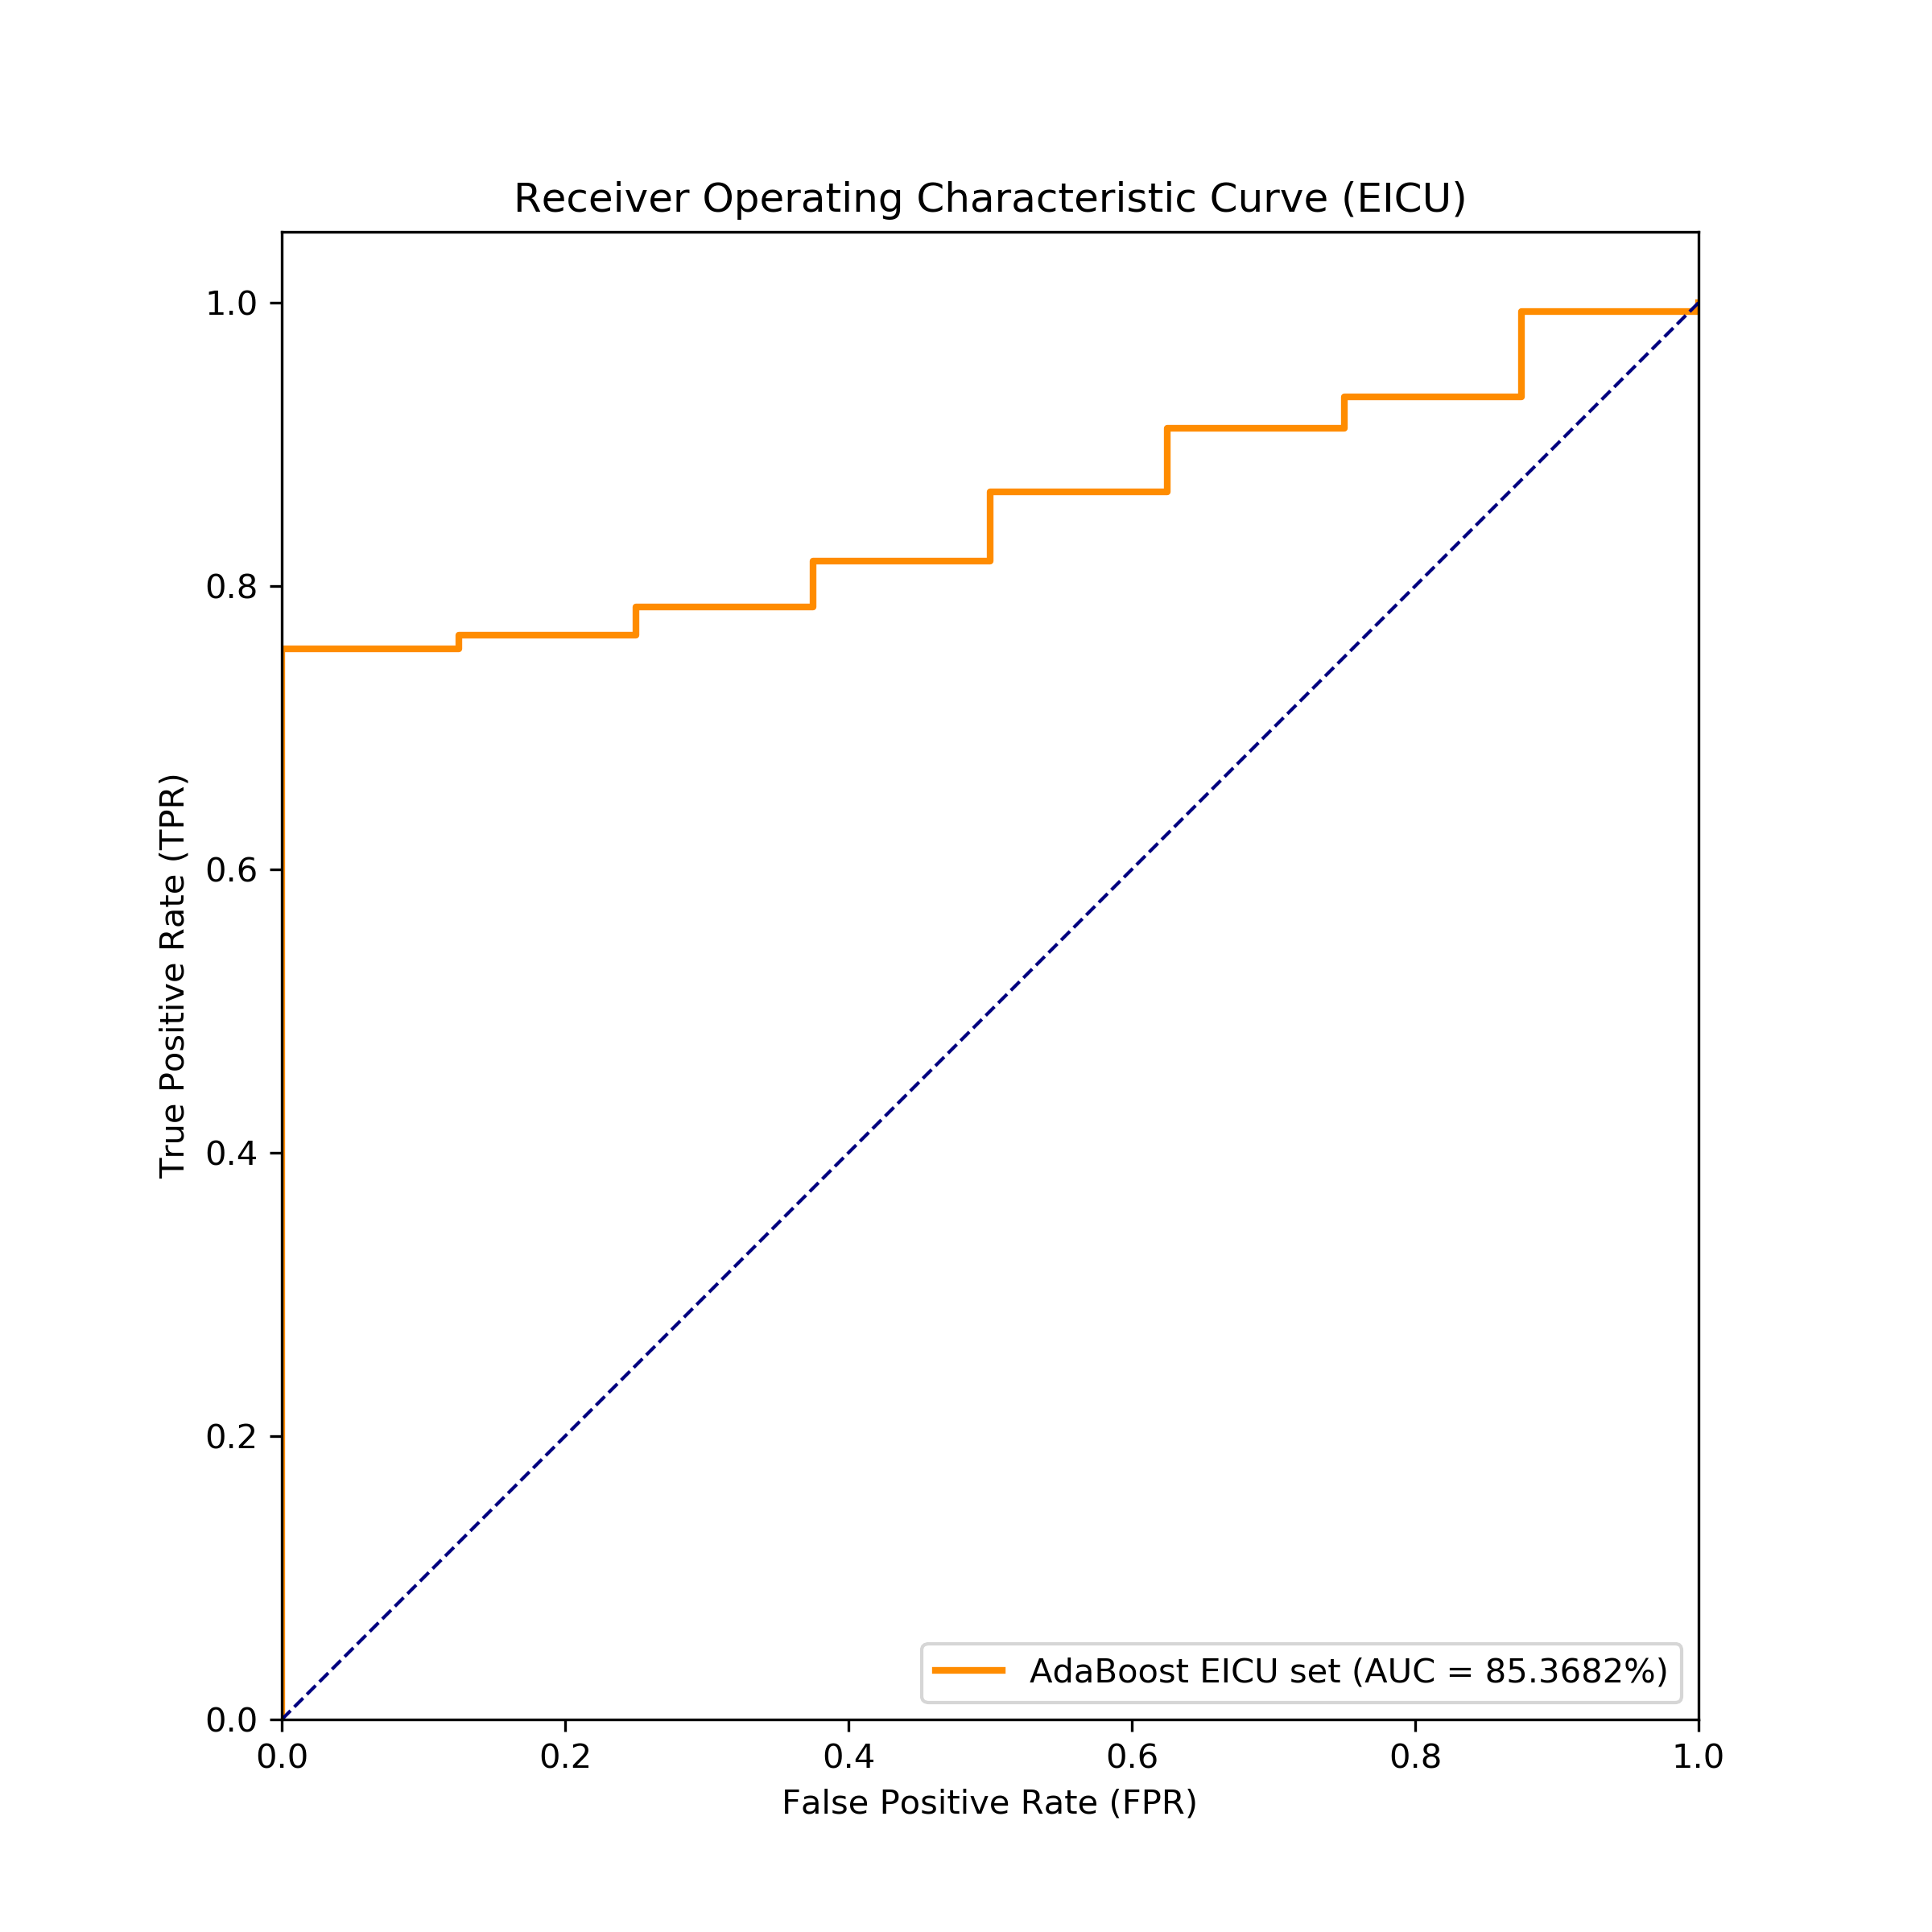 Receiver Operating Characteristic Curve (EICU)
True Positive Rate (TPR)
1.0
0.8
0.6
0.4
0.2
0.0
AdaBoost EICU set (AUC = 85.3682%)
0.0 0.2 0.4 0.6 0.8 1.0
False Positive Rate (FPR)